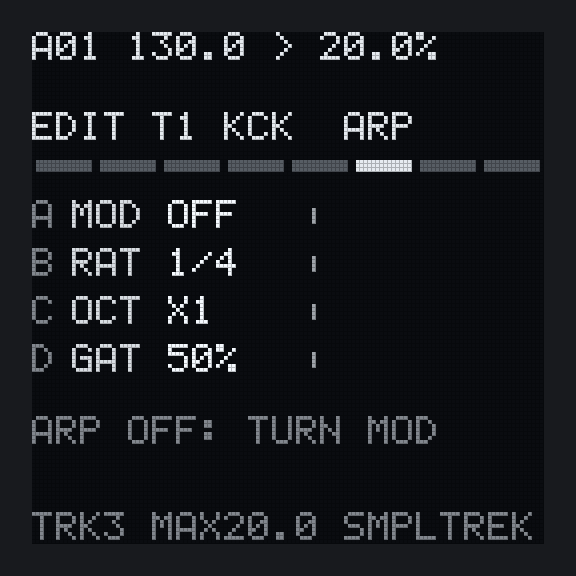 A01 130.0 > 20.0%
EDIT T1 KCK ARP
A MOD OFF
B RAT 1/4
C OCT X1
D GAT 50%
ARP OFF: TURN MOD
TRK3 MAX20.0 SMPLTREK